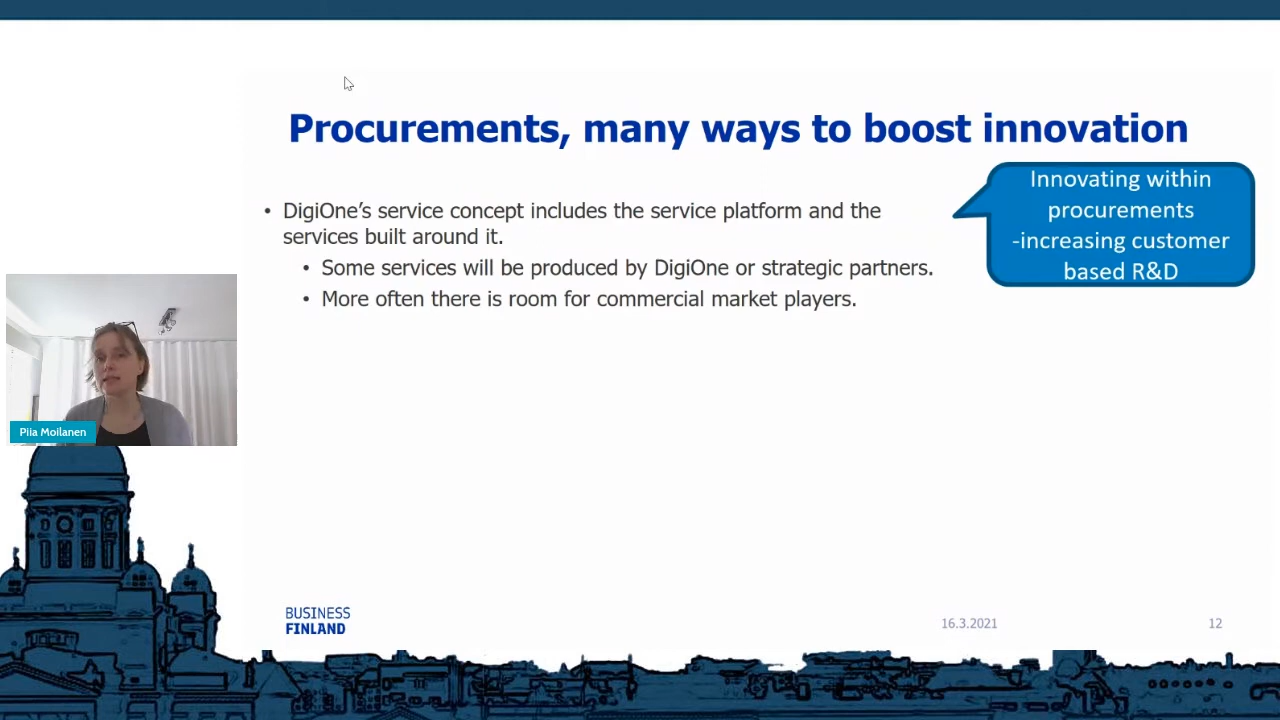 Procurements, many ways to boost innovation
Innovating within
procurements
-increasing customer
based R&D
• DigiOne’s service concept includes the service platform and the
services built around it.
• Some services will be produced by DigiOne or strategic partners.
• More often there is room for commercial market players.
Piia Moilanen
BUSINESS
FINLAND
16.3.2021
12